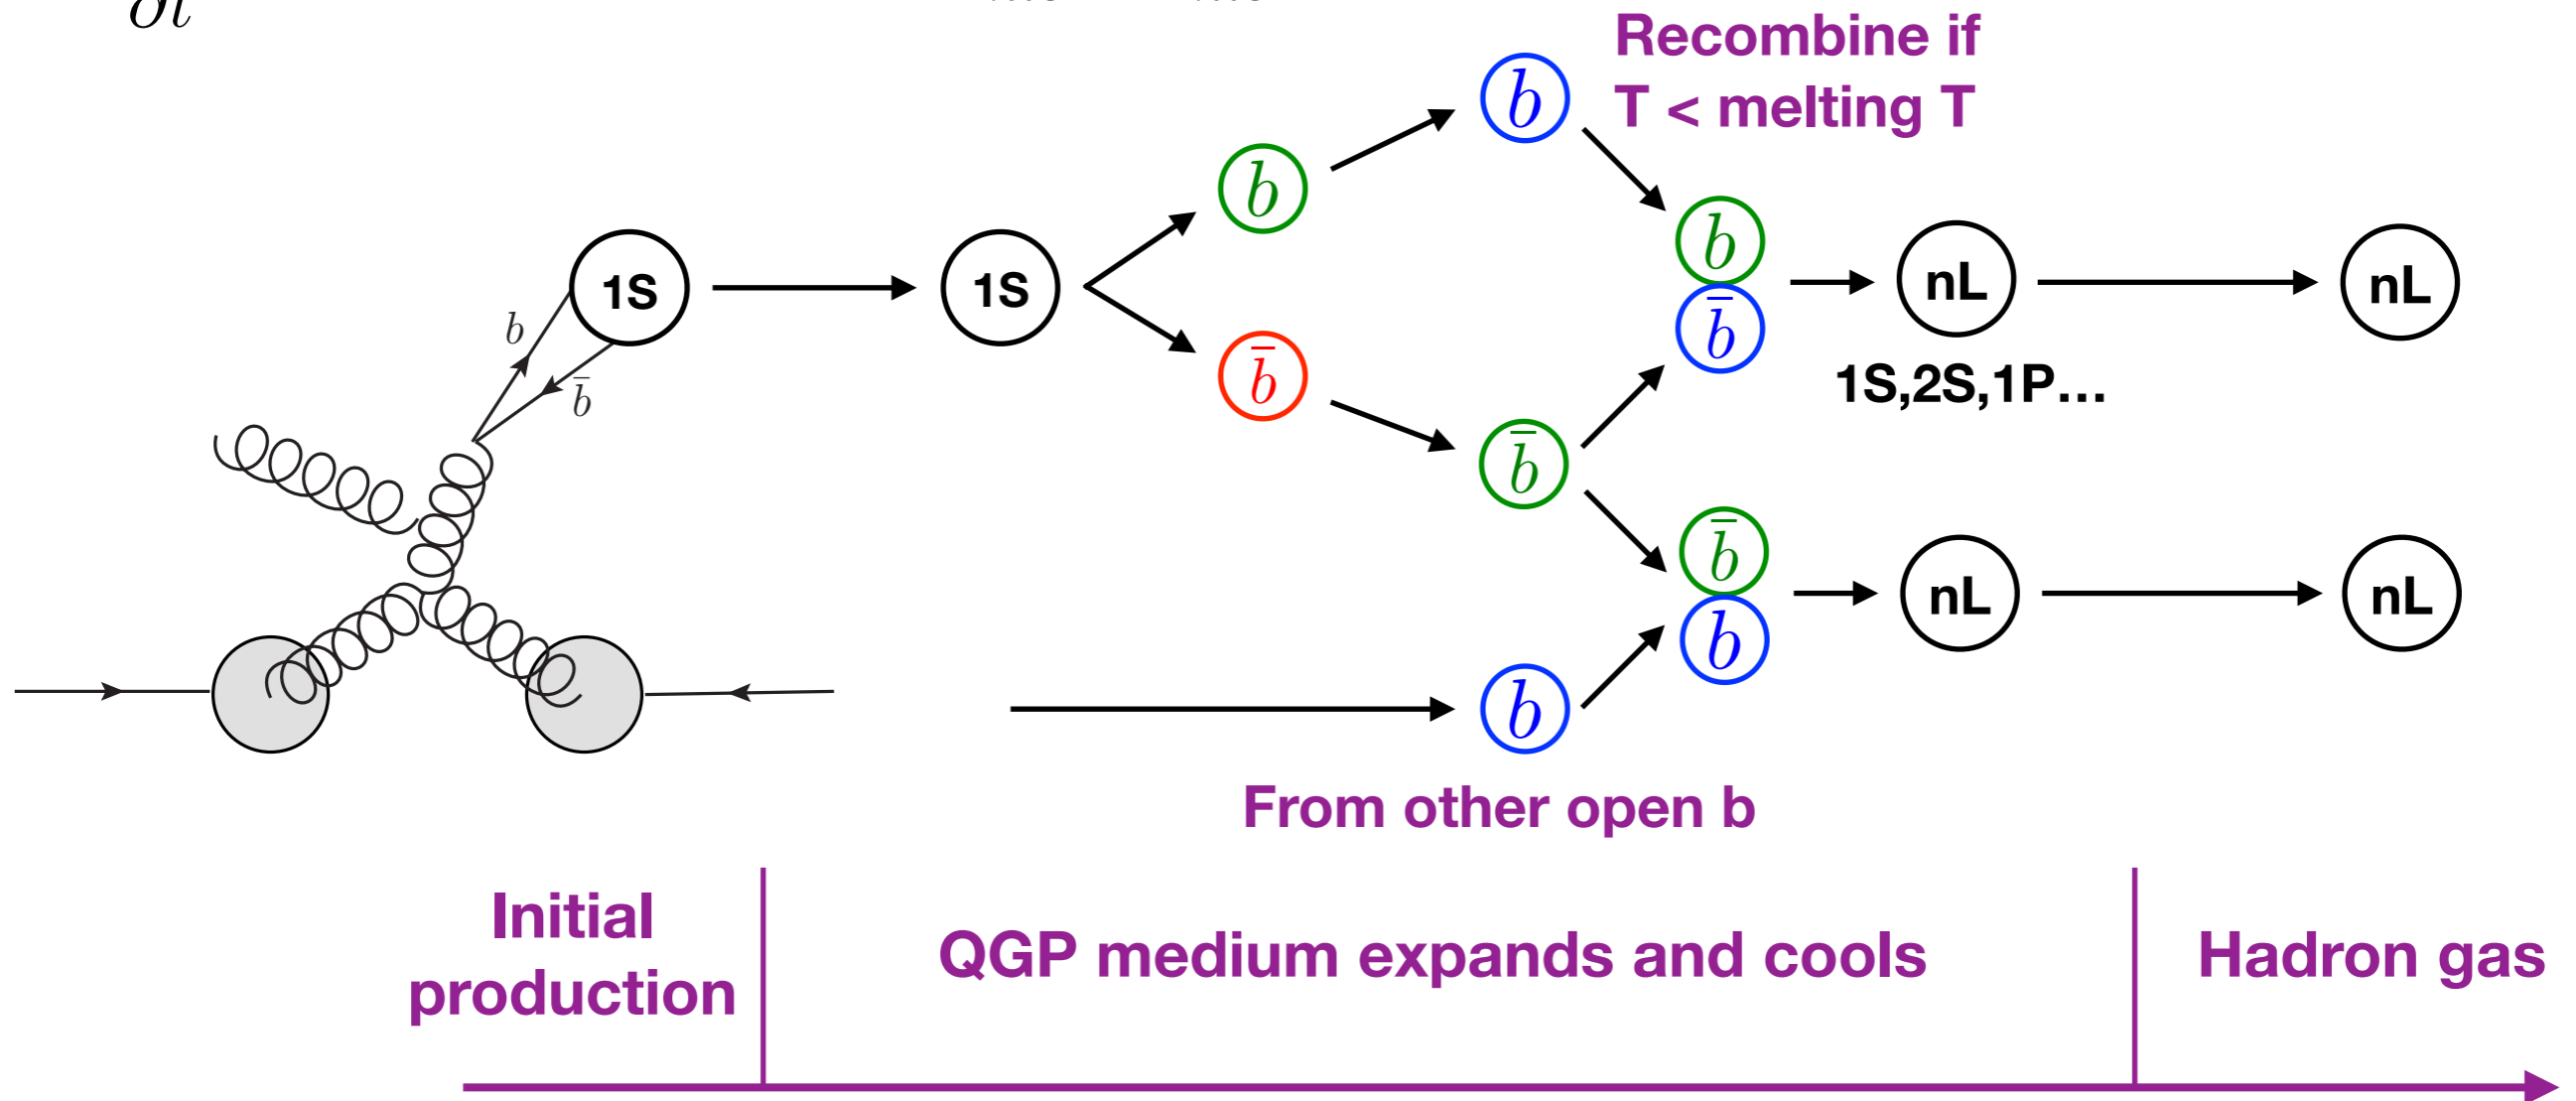 ∂t
Recombine if
T < melting T
b
b
b
1S
1S
nL
nL
b
b̄
b̄
b̄
1S,2S,1P...
b̄
b̄
nL
nL
b
b
From other open b
Initial
production
QGP medium expands and cools
Hadron gas